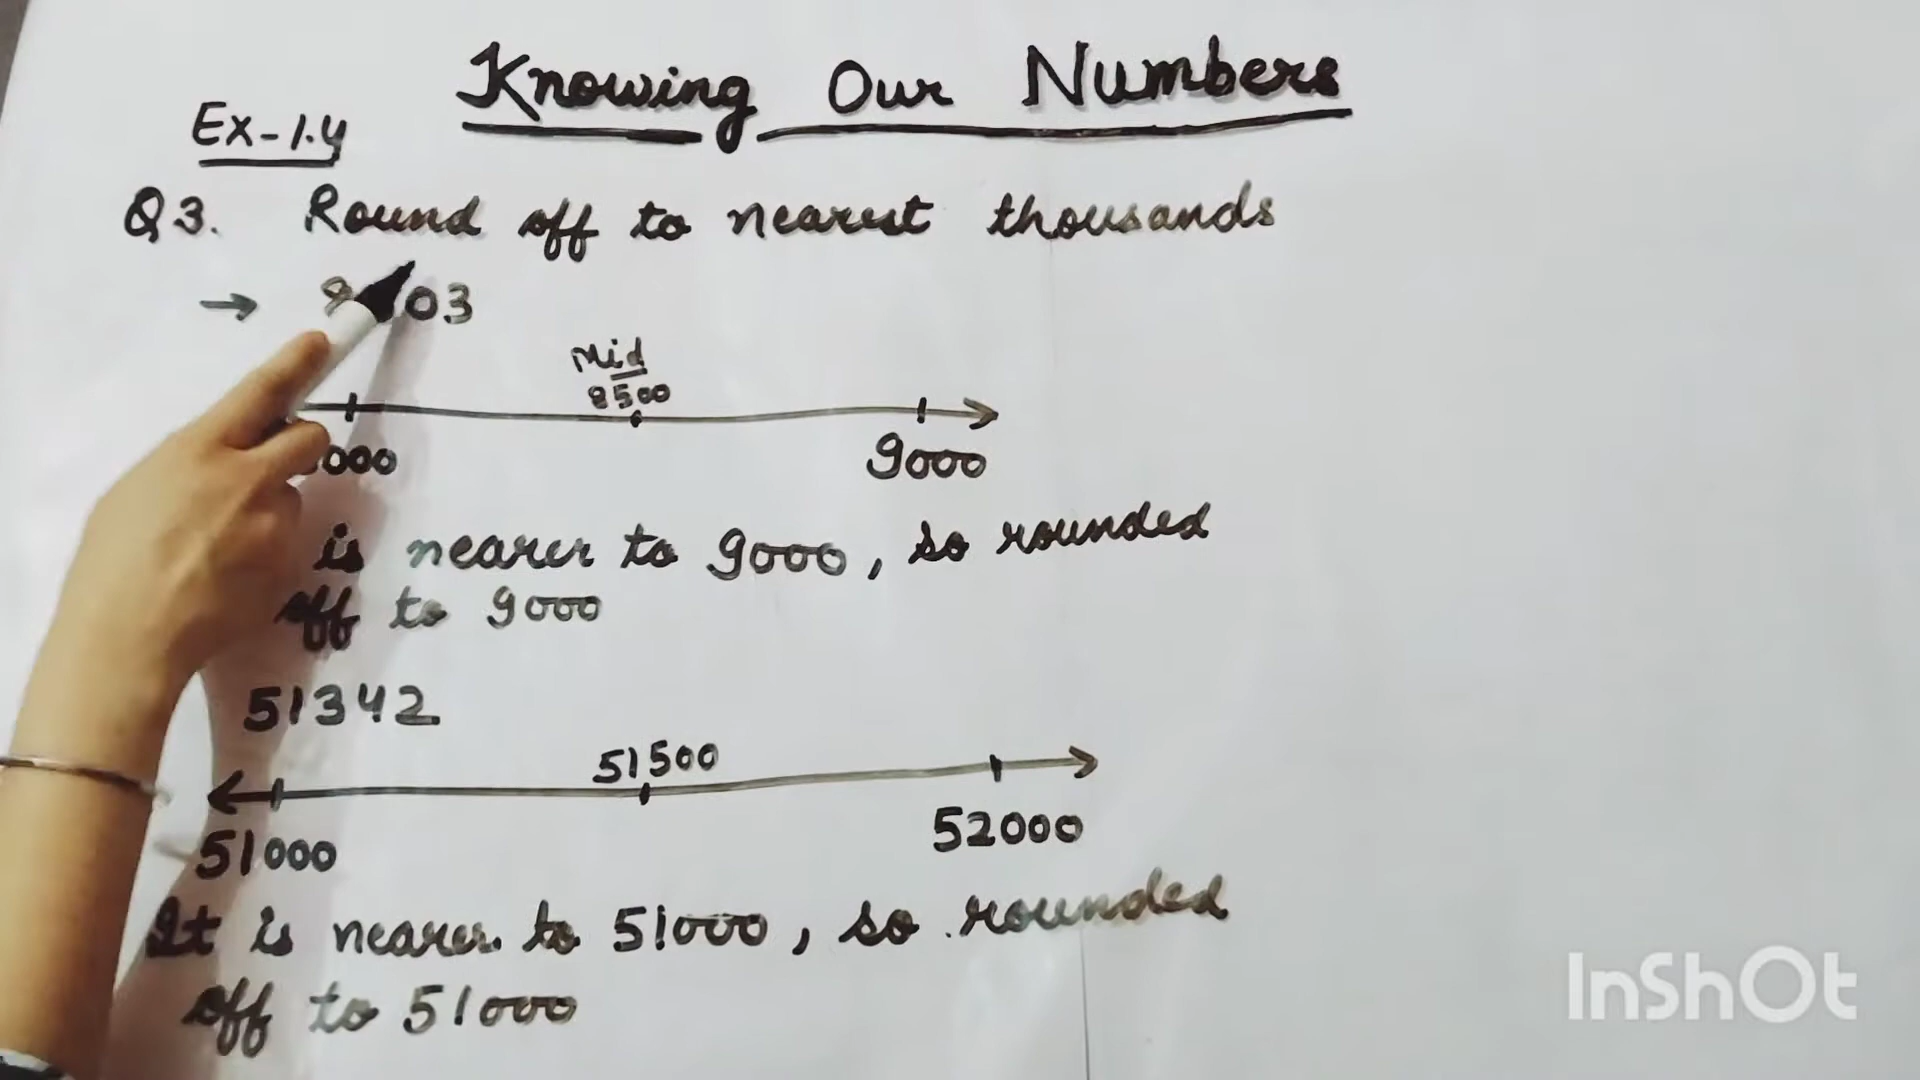 Knowing Our Numbers
Ex-1.4
Q3. Round off to nearest thousands
→ 03
Mid
8500
000 9000
is nearer to 9000, so rounded
off to 9000
51342
51500
51000 52000
It is nearer to 51000, so rounded
off to 51000
InShOt